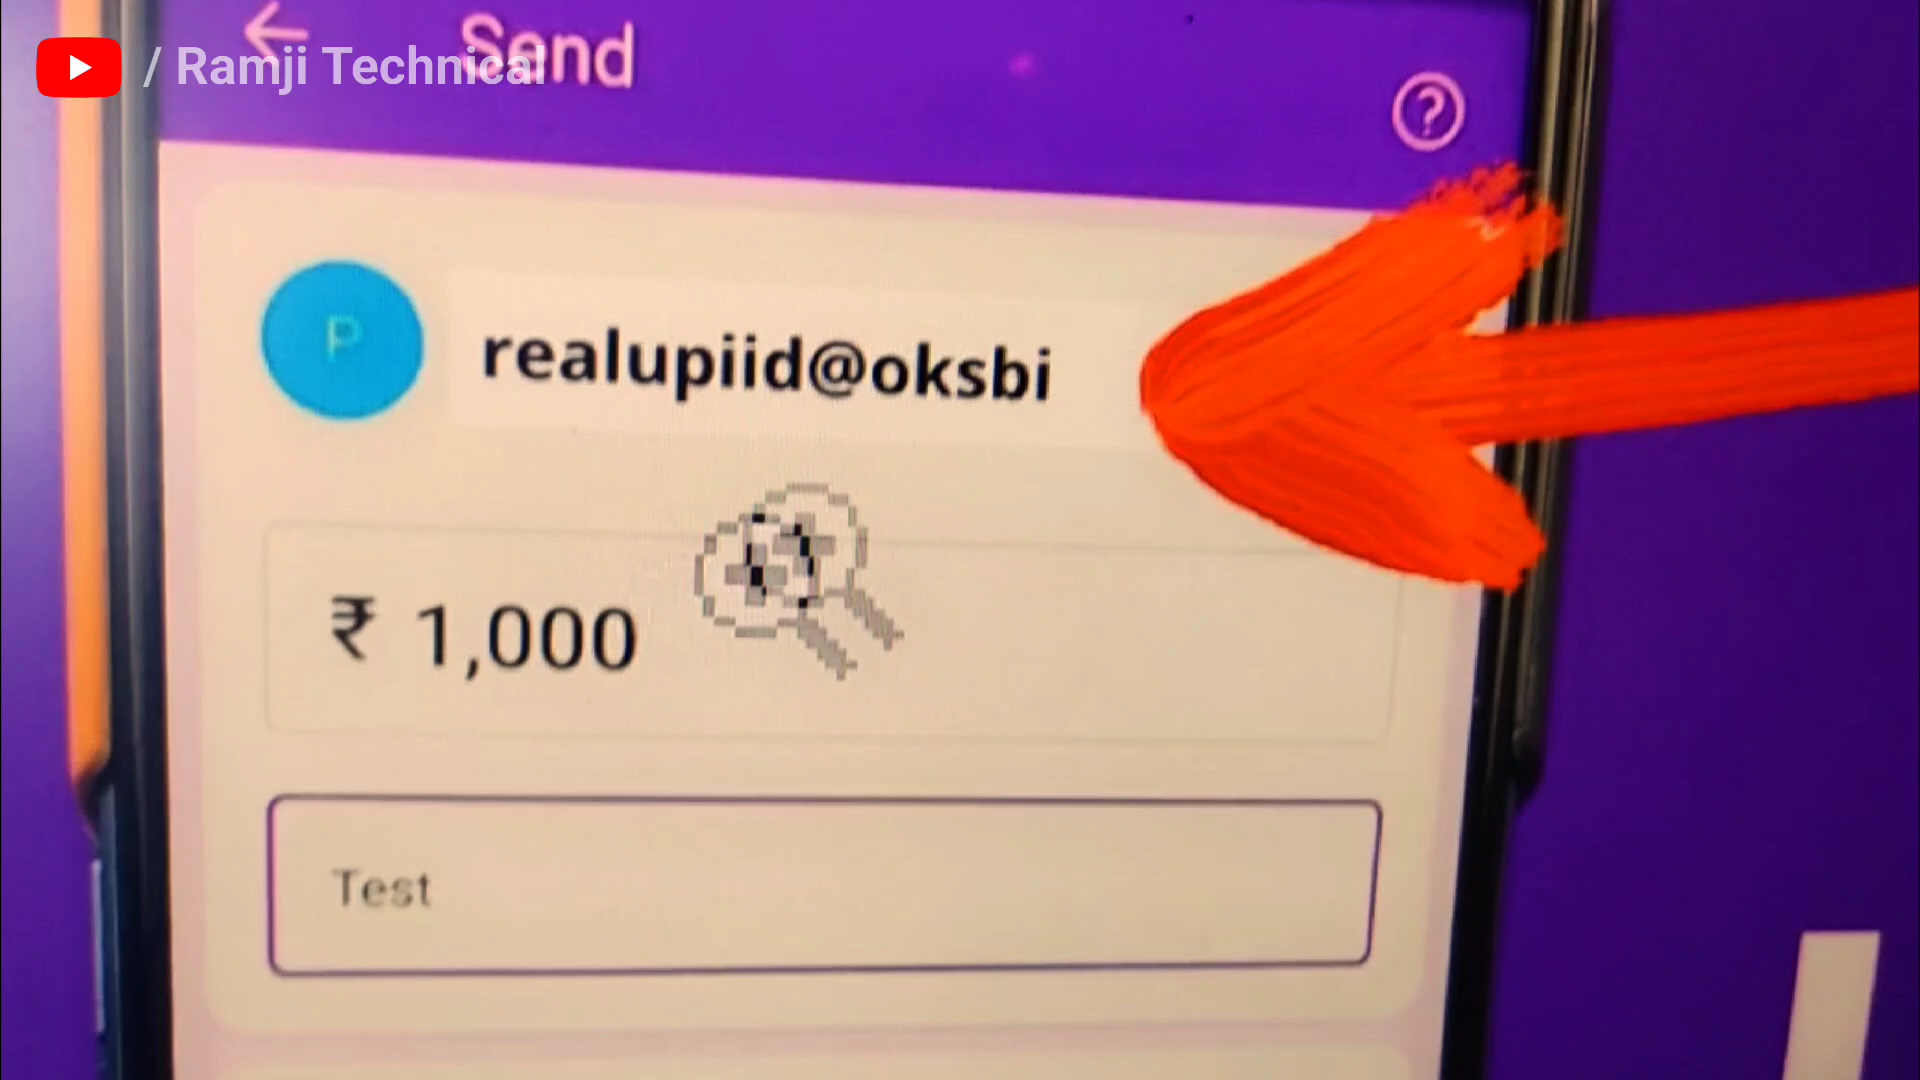 / Ramji Technical
Send
?
P
realupiid@oksbi
₹ 1,000
Test